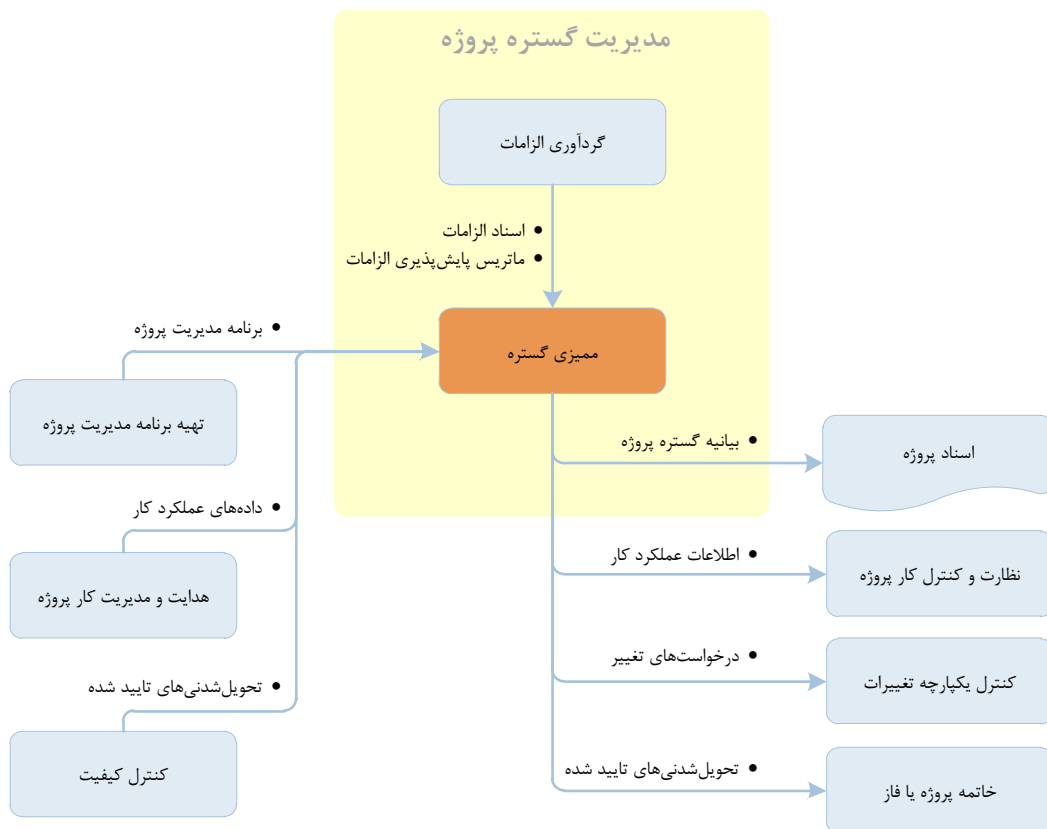 مدیریت گستره پروژه
گردآوری الزامات
● اسناد الزامات
● ماتریس پایش‌پذیری الزامات
● برنامه مدیریت پروژه
ممیزی گستره
تهیه برنامه مدیریت پروژه
● بیانیه گستره پروژه
اسناد پروژه
● داده‌های عملکرد کار
● اطلاعات عملکرد کار
نظارت و کنترل کار پروژه
هدایت و مدیریت کار پروژه
● درخواست‌های تغییر
کنترل یکپارچه تغییرات
● تحویل‌شدنی‌های تایید شده
کنترل کیفیت
● تحویل‌شدنی‌های تایید شده
خاتمه پروژه یا فاز